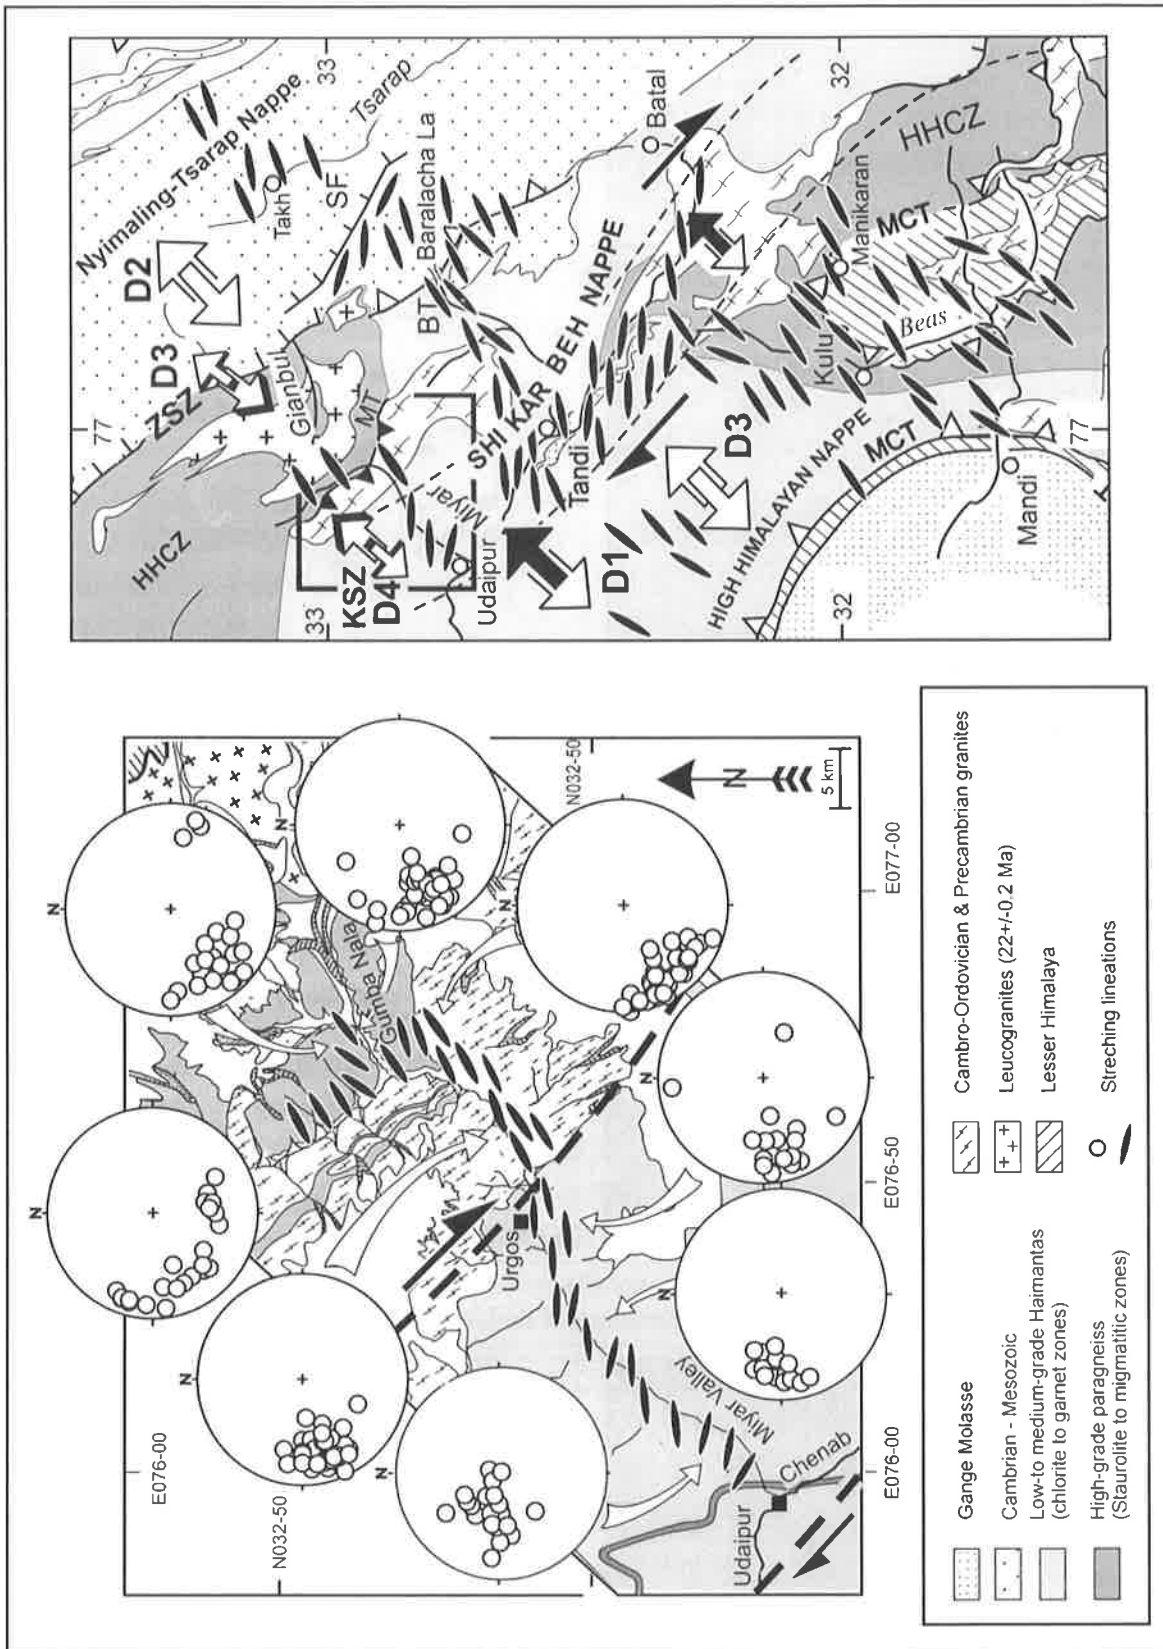 Nyimaling-Tsarap Nappe
Tsarap
33
D2
Takh
SF
Baralacha La
D3
ZSZ
Gianbul
77
MT
BT
Batal
HHCZ
SHIKAR BEH NAPPE
32
HHCZ
Manikaran
MCT
KSZ
D4
Miyar
Udaipur
33
Tandi
D1
D3
Kulu
Beas
HIGH HIMALAYAN NAPPE
MCT
77
32
Mandi
E076-00
N032-50
N
N
N
N
N
N
N
N
Gumba Nala
Urgos
Miyar Valley
Udaipur
Chenab
N032-50
N
5 km
E076-00
E076-50
E077-00
Gange Molasse
Cambrian - Mesozoic
Low-to medium-grade Haimantas
(chlorite to garnet zones)
High-grade paragneiss
(Staurolite to migmatitic zones)
Cambro-Ordovician & Precambrian granites
Leucogranites (22+/-0.2 Ma)
Lesser Himalaya
Streching lineations